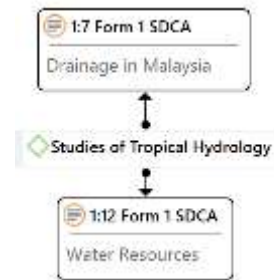 1:7 Form 1 SDCA
Drainage in Malaysia
Studies of Tropical Hydrology
1:12 Form 1 SDCA
Water Resources